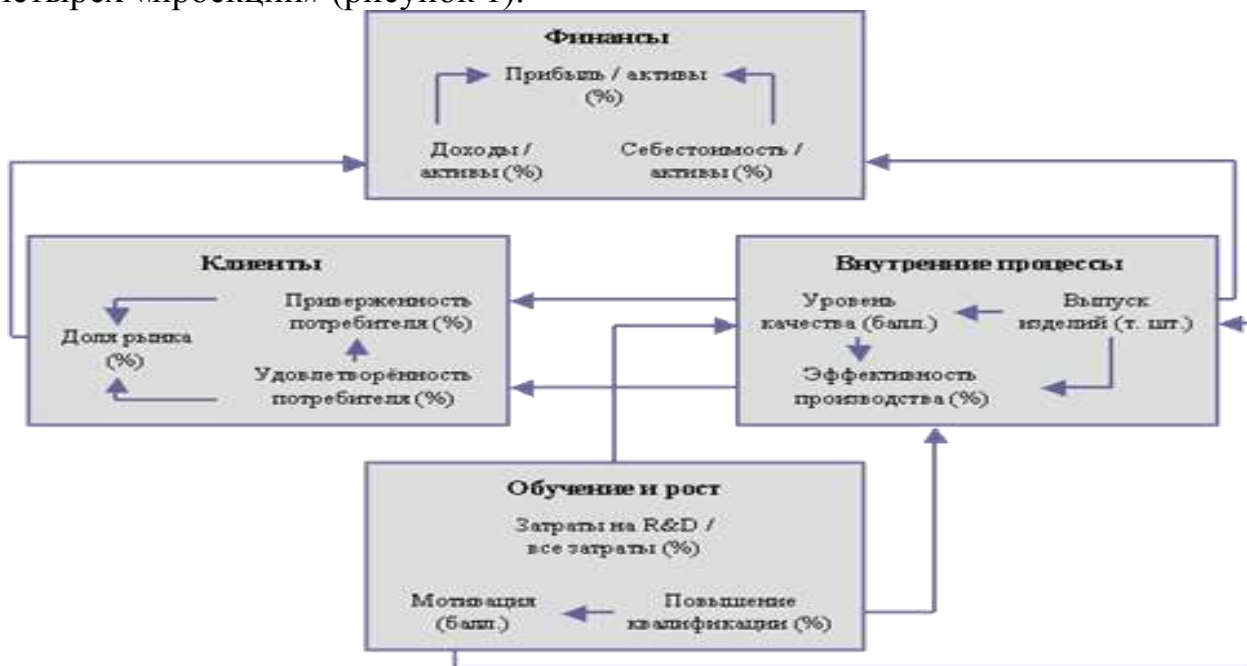 четырех «проекций» (рисунок 1).
Финансы
Прибыль / активы
(%)
Доходы /
активы (%)
Себестоимость /
активы (%)
Клиенты
Приверженность
потребителя (%)
Доля рынка
(%)
Удовлетворённость
потребителя (%)
Внутренние процессы
Уровень
качества (балл.)
Выпуск
изделий (т. шт.)
Эффективность
производства (%)
Обучение и рост
Затраты на R&D /
все затраты (%)
Мотивация
(балл.)
Повышение
квалификации (%)